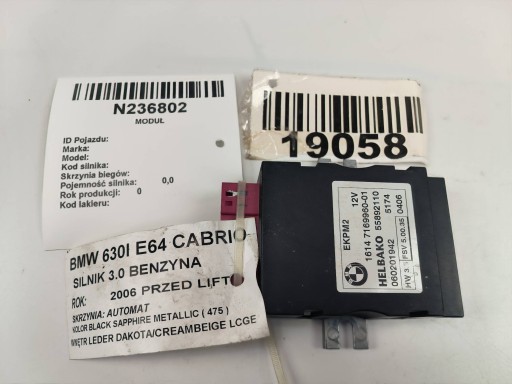 N236802
MODUŁ
ID Pojazdu:
Marka:
Model:
Kod silnika:
Skrzynia biegów:
Pojemność silnika: 0,0
Rok produkcji: 0
Kod lakieru:
19058
BMW 630I E64 CABRIO
SILNIK 3.0 BENZYNA
ROK: 2006 PRZED LIFT
SKRZYNIA: AUTOMAT
KOLOR BLACK SAPPHIRE METALLIC ( 475 )
WNĘTR LEDER DAKOTA/CREAMBEIGE LCGE
EKPM2 12V
1614 7169960-01
HELBAKO 55892110
060201942 5174
HW 3 FSV 5.00.35 0406
BMW